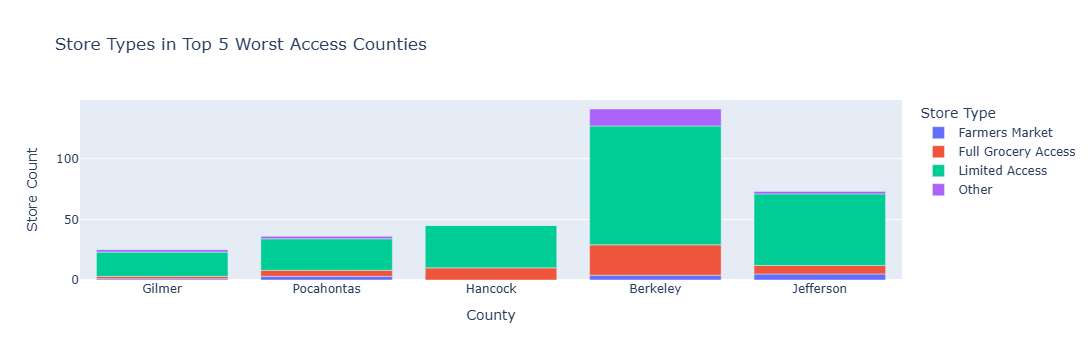 Store Types in Top 5 Worst Access Counties
Store Type
Farmers Market
Full Grocery Access
Limited Access
Other
Store Count
100
50
0
Gilmer Pocahontas Hancock Berkeley Jefferson
County